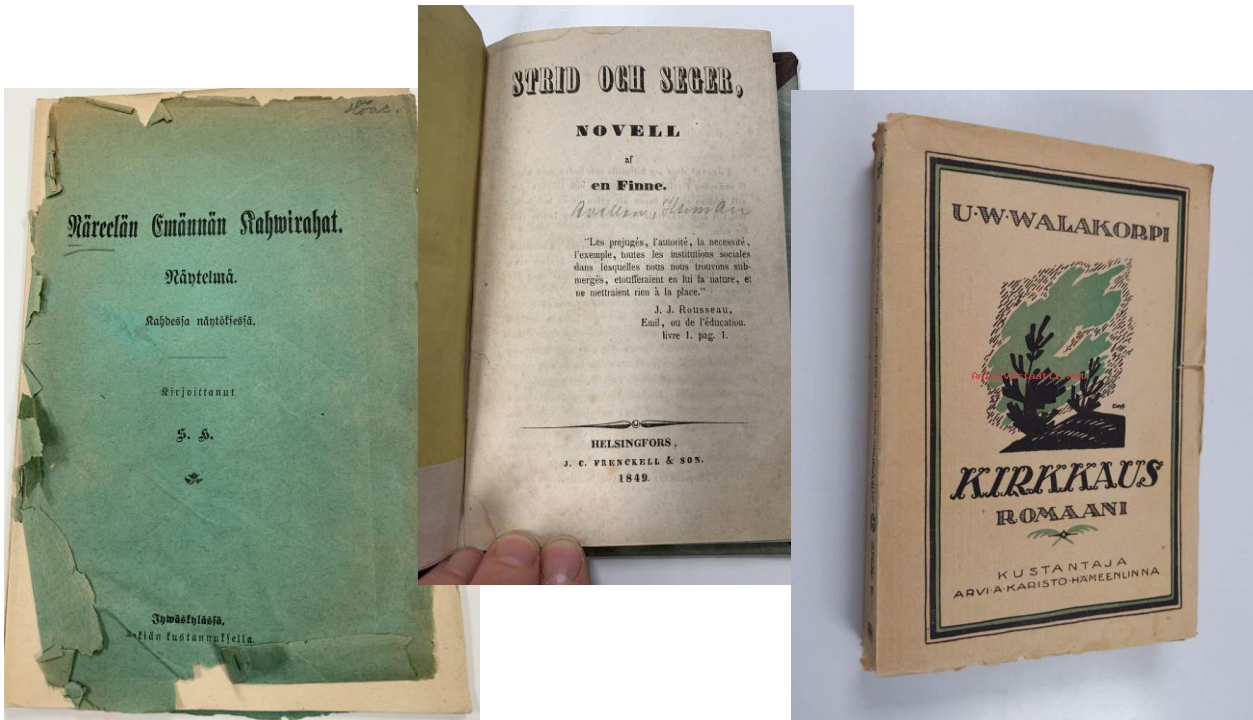 Näreelän Emännän Kahwirahat.
Näytelmä.
Kahdessa näytöksessä.
Kirjoittanut
S. H.
Jywäskylässä,
kustannuksella.
STRID OCH SEGER,
NOVELL
af
en Finne.
"Les prejugés, l'autorité, la necessité,
l'exemple, toutes les institutions sociales
dans lesquelles nous nous trouvons sub-
mergés, etoufferaient en lui la nature, et
ne mettraient rien à la place."
J. J. Rousseau,
Emil, ou de l'éducation.
livre 1. pag. 1.
HELSINGFORS,
J. C. FRENCKELL & SON.
1849.
U·W·WALAKORPI
KIRKKAUS
ROMAANI
KUSTANTAJA
ARVI·A·KARISTO·HÄMEENLINNA